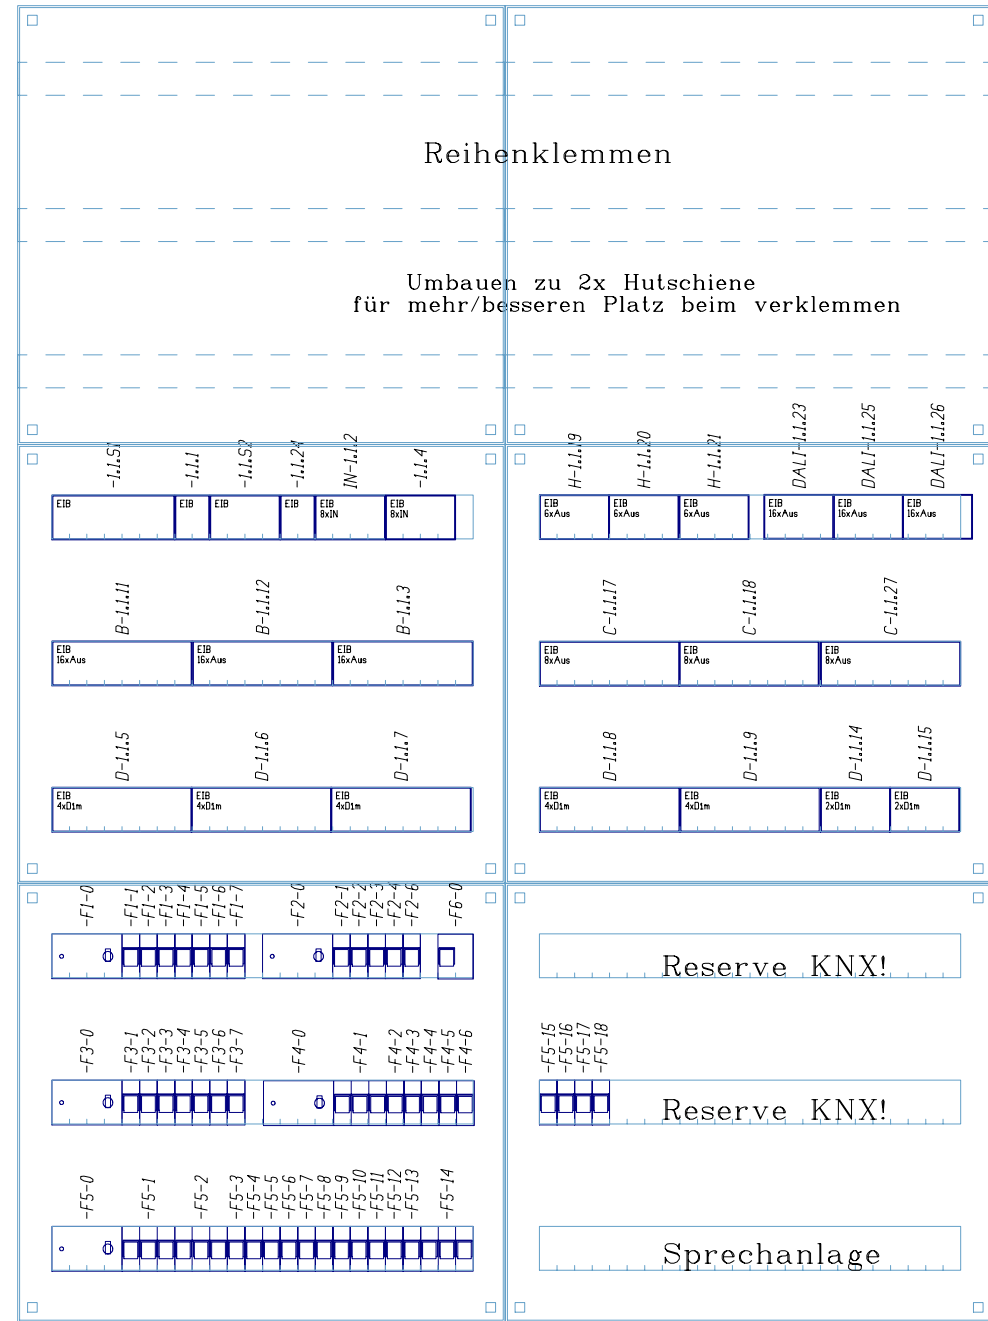 Reihenklemmen
Umbauen zu 2x Hutschiene
für mehr/besseren Platz beim verklemmen
-1.1.S1
-1.1.1
-1.1.S2
-1.1.24
IN-1.1.2
-1.1.4
H-1.1.19
H-1.1.20
H-1.1.21
DALI-1.1.23
DALI-1.1.25
DALI-1.1.26
EIB
EIB
EIB
EIB
EIB
8xIN
EIB
8xIN
EIB
6xAus
EIB
6xAus
EIB
6xAus
EIB
16xAus
EIB
16xAus
EIB
16xAus
B-1.1.11
B-1.1.12
B-1.1.3
C-1.1.17
C-1.1.18
C-1.1.27
EIB
16xAus
EIB
16xAus
EIB
16xAus
EIB
8xAus
EIB
8xAus
EIB
8xAus
D-1.1.5
D-1.1.6
D-1.1.7
D-1.1.8
D-1.1.9
D-1.1.14
D-1.1.15
EIB
4xDim
EIB
4xDim
EIB
4xDim
EIB
4xDim
EIB
4xDim
EIB
2xDim
EIB
2xDim
-F1-0
-F1-1
-F1-2
-F1-3
-F1-4
-F1-5
-F1-6
-F1-7
-F2-0
-F2-1
-F2-2
-F2-3
-F2-4
-F2-6
-F6-0
Reserve KNX!
-F3-0
-F3-1
-F3-2
-F3-3
-F3-4
-F3-5
-F3-6
-F3-7
-F4-0
-F4-1
-F4-2
-F4-3
-F4-4
-F4-5
-F4-6
-F5-15
-F5-16
-F5-17
-F5-18
Reserve KNX!
-F5-0
-F5-1
-F5-2
-F5-3
-F5-4
-F5-5
-F5-6
-F5-7
-F5-8
-F5-9
-F5-10
-F5-11
-F5-12
-F5-13
-F5-14
Sprechanlage